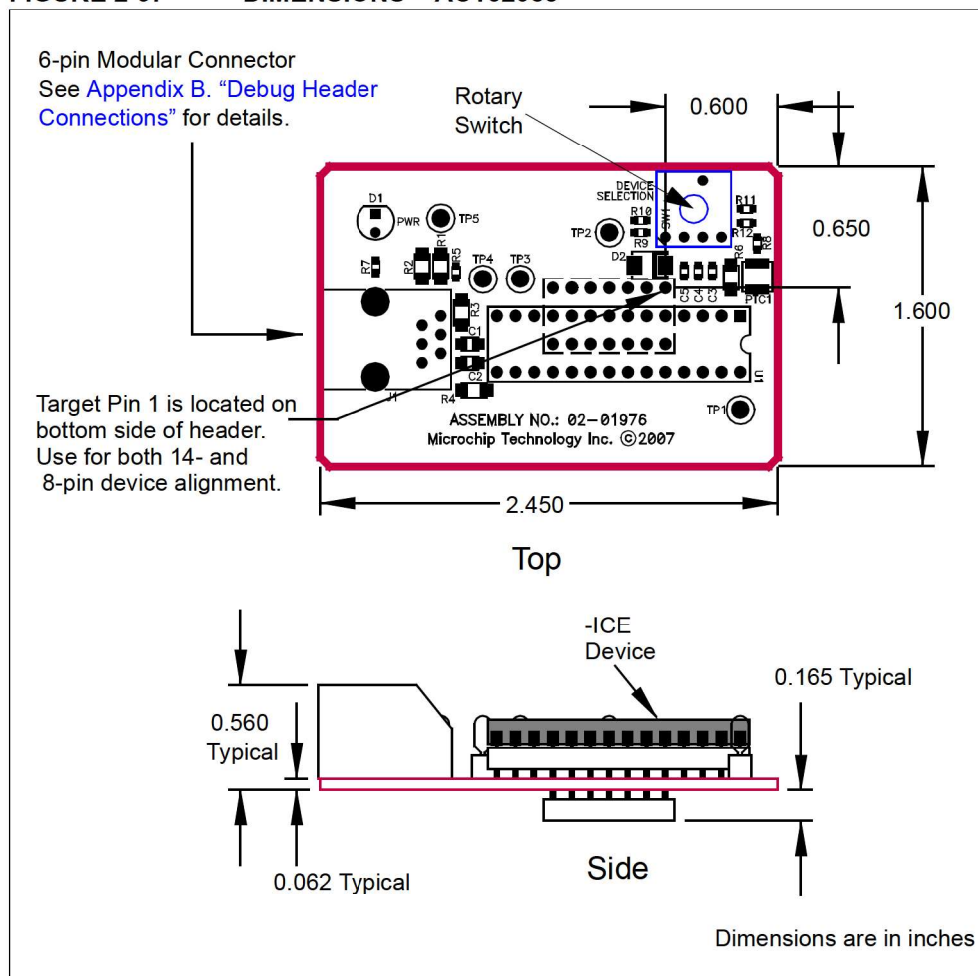 6-pin Modular Connector
See Appendix B. “Debug Header
Connections” for details.
Rotary
Switch
0.600
DEVICE
SELECTION
SW1
D1
PWR
TP5
R10
R9
R11
R12
TP2
D2
R8
R6
0.650
R7
R2
R1
R5
TP4
TP3
C5
C4
C3
PTC1
1.600
R3
C1
C2
R4
J1
U1
TP1
Target Pin 1 is located on
bottom side of header.
Use for both 14- and
8-pin device alignment.
ASSEMBLY NO.: 02-01976
Microchip Technology Inc. ©2007
2.450
Top
-ICE
Device
0.165 Typical
0.560
Typical
0.062 Typical
Side
Dimensions are in inches